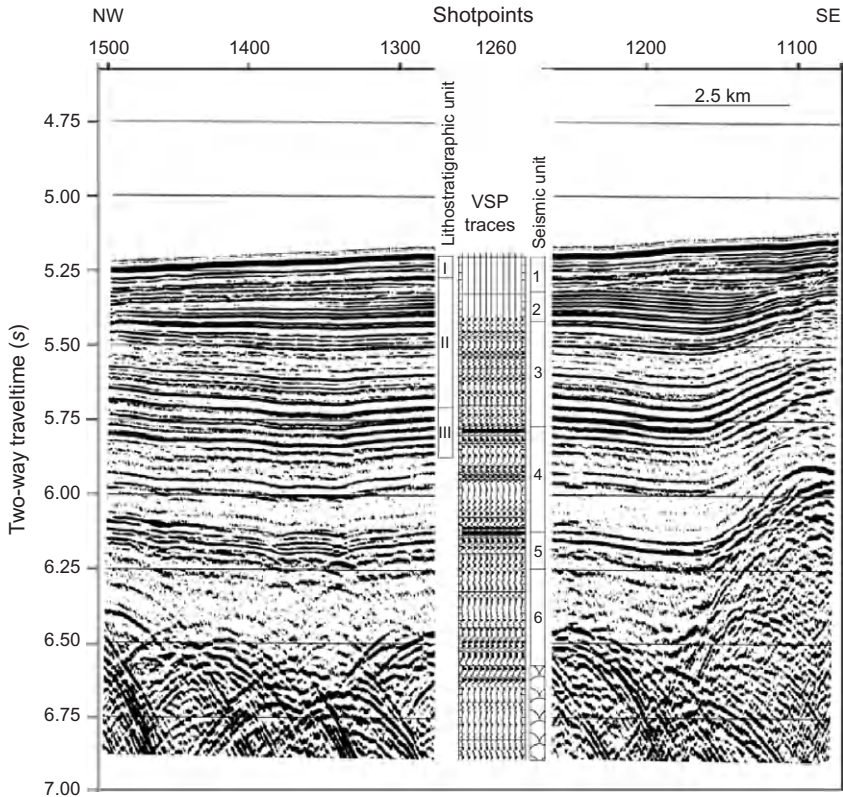 NW Shotpoints SE
1500 1400 1300 1260 1200 1100
2.5 km
Lithostratigraphic unit
VSP
traces
Seismic unit
Two-way traveltime (s)
4.75
5.00
5.25
5.50
5.75
6.00
6.25
6.50
6.75
7.00
I
II
III
1
2
3
4
5
6